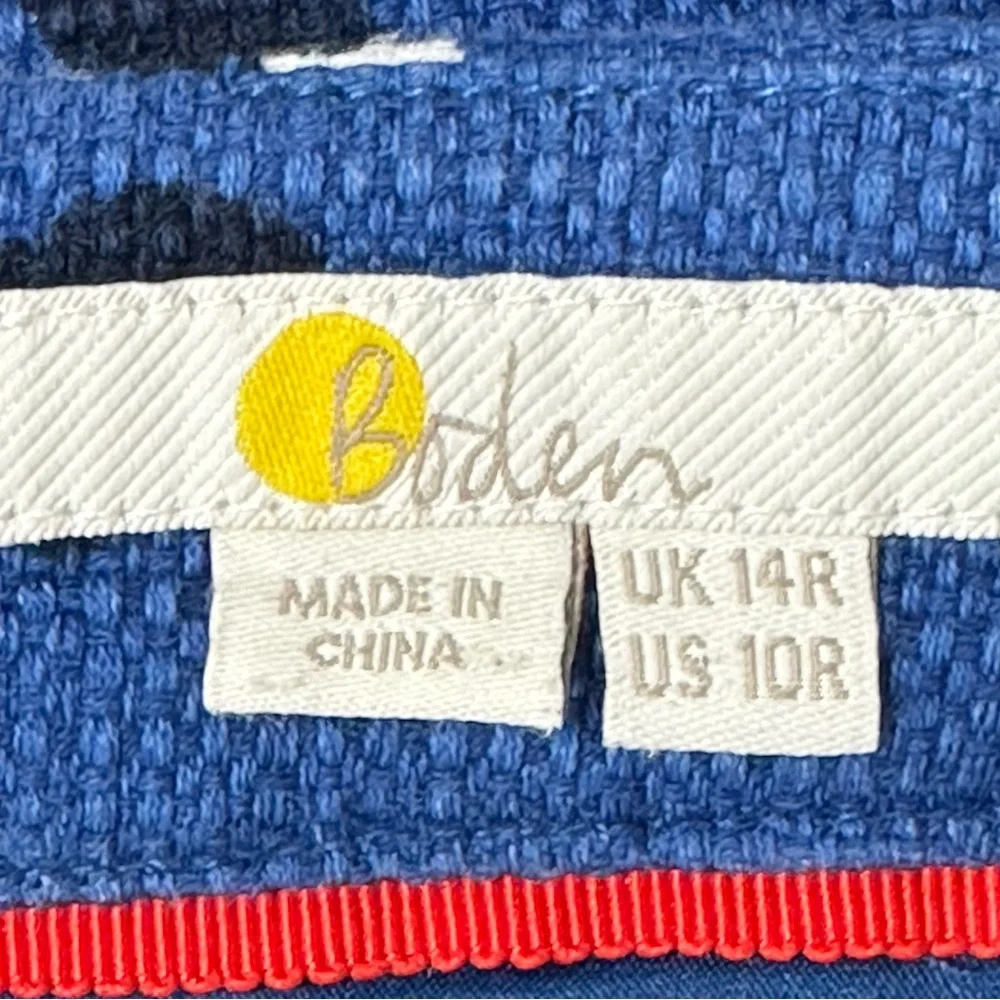 Boden
MADE IN
CHINA
UK 14R
US 10R